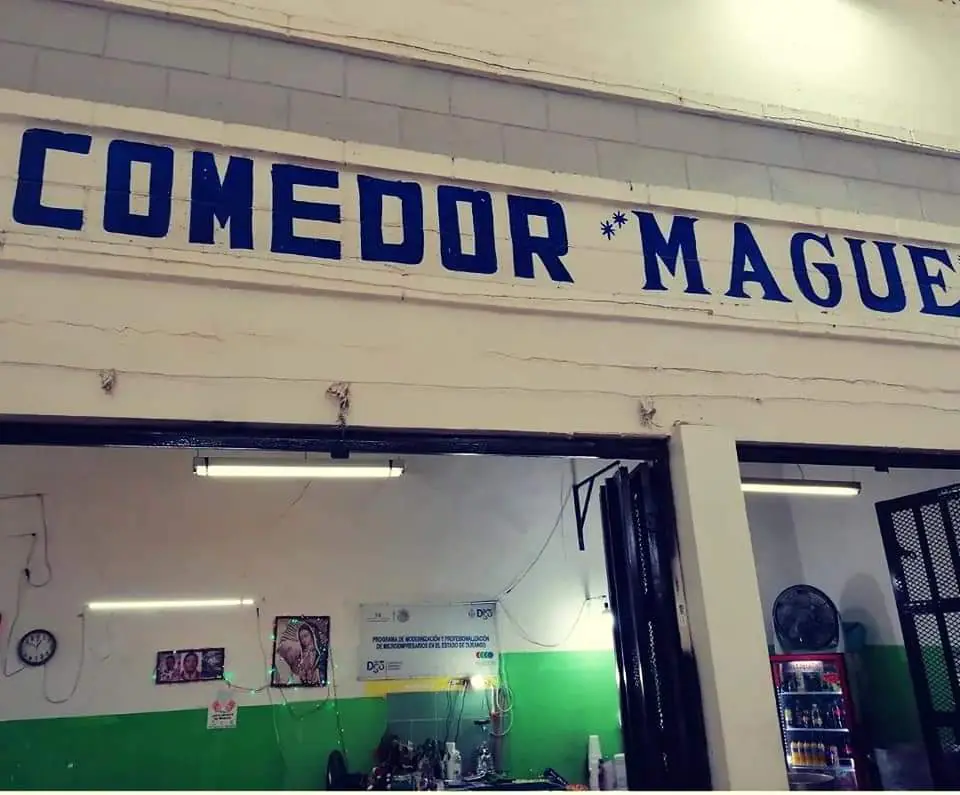 COMEDOR "MAGUE"
PROGRAMA DE MODERNIZACIÓN Y PROFESIONALIZACIÓN
DE MICROEMPRESARIOS EN EL ESTADO DE DURANGO